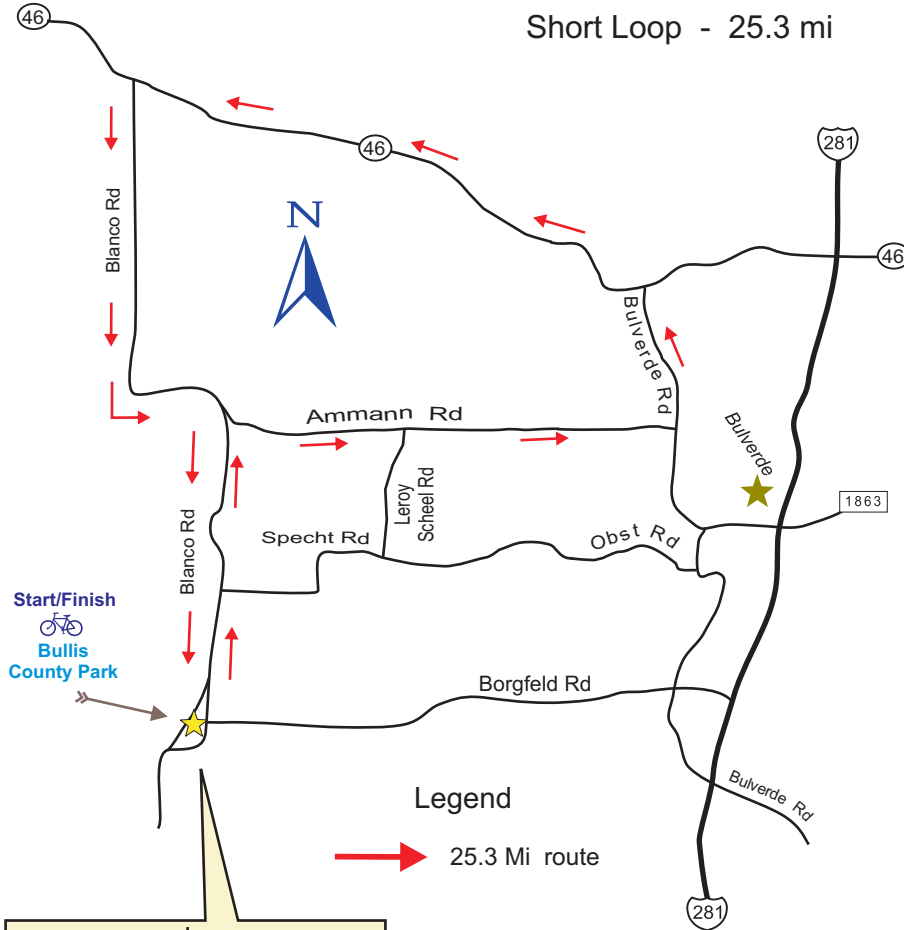 46
Short Loop - 25.3 mi
281
46
Blanco Rd
N
46
Bulverde Rd
Ammann Rd
Bulverde
Leroy
Scheel Rd
1863
Blanco Rd
Specht Rd
Obst Rd
Start/Finish
Bullis
County Park
Borgfeld Rd
Bulverde Rd
Legend
25.3 Mi route
281